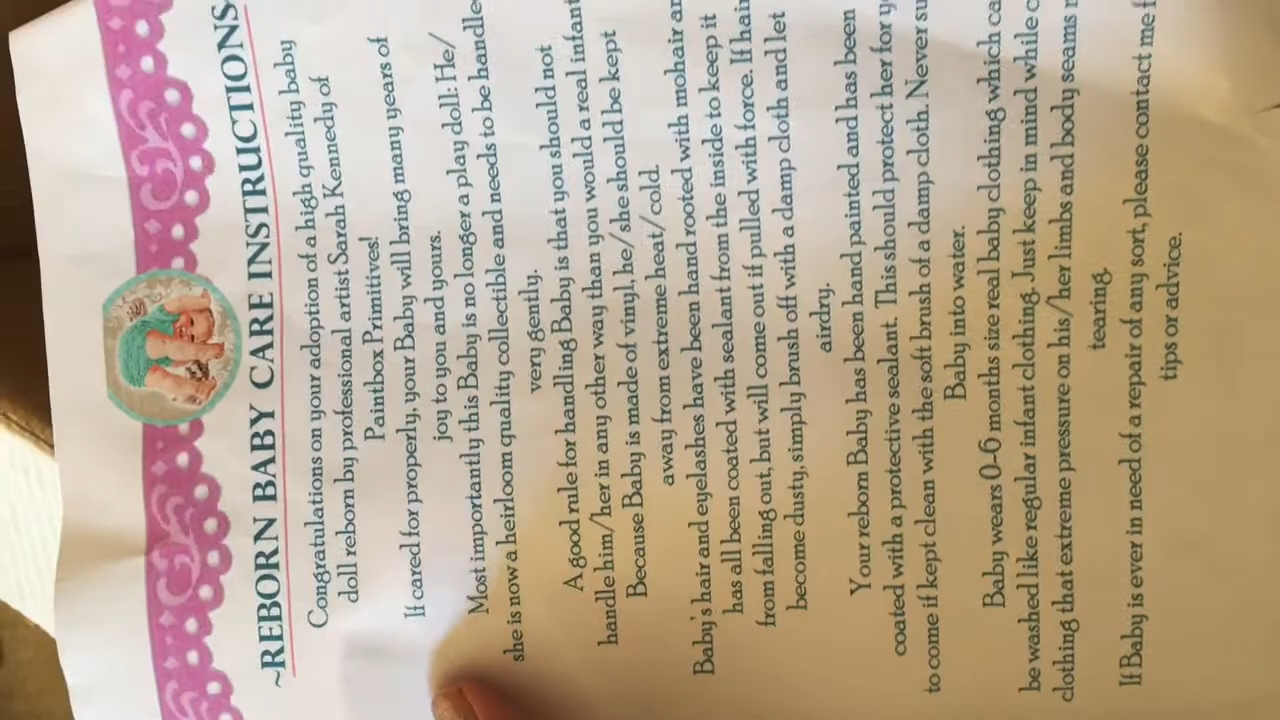 ~REBORN BABY CARE INSTRUCTIONS
Congratulations on your adoption of a high quality baby
doll reborn by professional artist Sarah Kennedy of
Paintbox Primitives!
If cared for properly, your Baby will bring many years of
joy to you and yours.
Most importantly this Baby is no longer a play doll: He/
she is now a heirloom quality collectible and needs to be handle
very gently.
A good rule for handling Baby is that you should not
handle him/her in any other way than you would a real infant
Because Baby is made of vinyl, he/she should be kept
away from extreme heat/cold.
Baby's hair and eyelashes have been hand rooted with mohair
has all been coated with sealant from the inside to keep it
from falling out, but will come out if pulled with force. If hair
become dusty, simply brush off with a damp cloth and let
airdry.
Your reborn Baby has been hand painted and has been
coated with a protective sealant. This should protect her for
to come if kept clean with the soft brush of a damp cloth. Never
Baby into water.
Baby wears 0-6 months size real baby clothing which
be washed like regular infant clothing. Just keep in mind while
clothing that extreme pressure on his/her limbs and body seams
tearing.
If Baby is ever in need of a repair of any sort, please contact me
tips or advice.